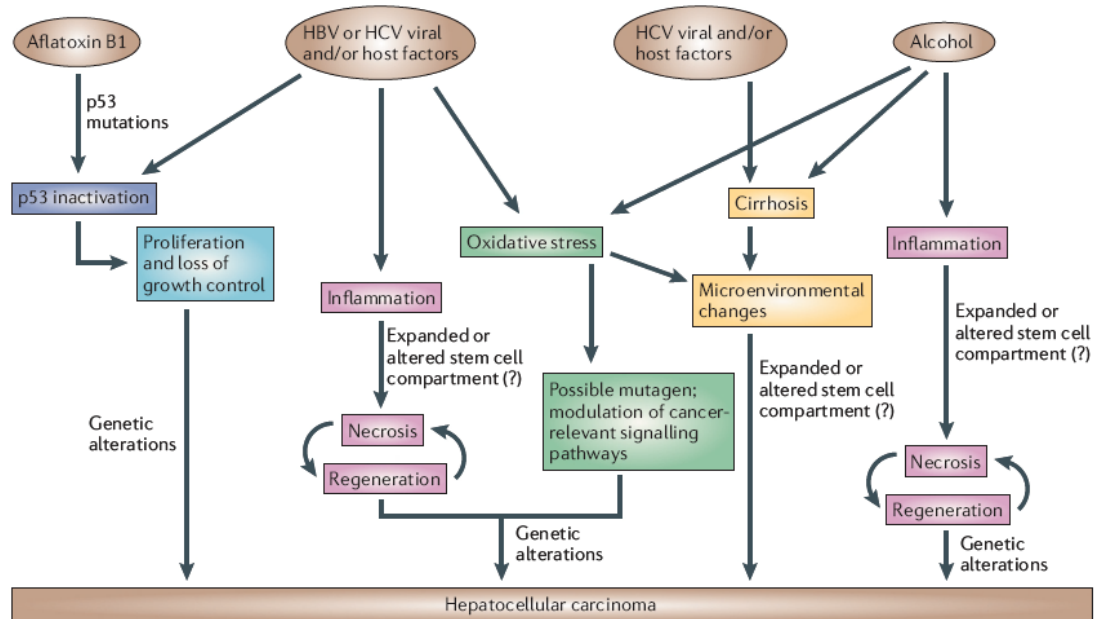 Aflatoxin B1
HBV or HCV viral
and/or host factors
HCV viral and/or
host factors
Alcohol
p53
mutations
p53 inactivation
Cirrhosis
Proliferation
and loss of
growth control
Oxidative stress
Inflammation
Inflammation
Microenvironmental
changes
Expanded or
altered stem cell
compartment (?)
Expanded or
altered stem cell
compartment (?)
Expanded or
altered stem cell
compartment (?)
Possible mutagen;
modulation of cancer-
relevant signalling
pathways
Genetic
alterations
Necrosis
Regeneration
Necrosis
Regeneration
Genetic
alterations
Genetic
alterations
Hepatocellular carcinoma